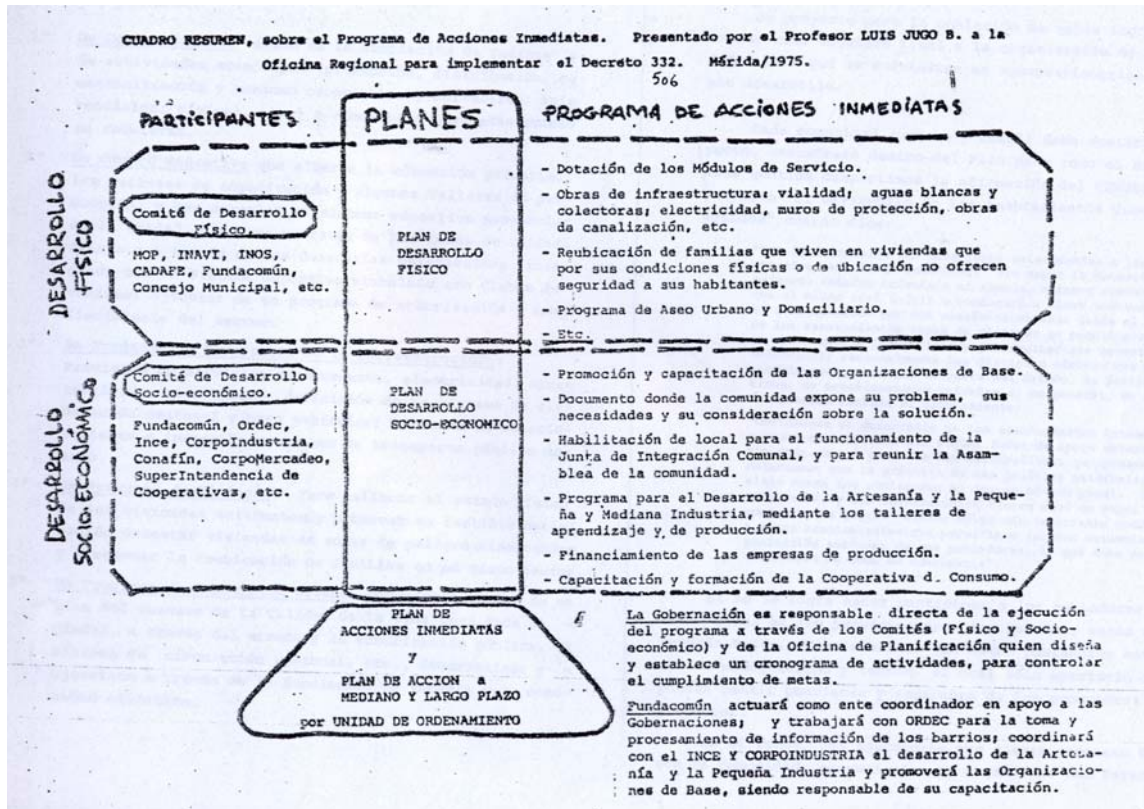 CUADRO RESUMEN, sobre el Programa de Acciones Inmediatas. Presentado por el Profesor LUIS JUGO B. a la
Oficina Regional para implementar el Decreto 332. Mérida/1975.
506
PARTICIPANTES
PLANES
PROGRAMA DE ACCIONES INMEDIATAS
DESARROLLO
FÍSICO
Comité de Desarrollo
Físico.
MOP, INAVI, INOS,
CADAFE, Fundacomún,
Concejo Municipal, etc.
PLAN DE
DESARROLLO
FISICO
- Dotación de los Módulos de
- Obras de infraestructura, vialidad, aguas blancas,
colectoras; electricidad, muros de protección, obras
de canalización, etc.
- Reubicación de familias que viven en viviendas que
por sus condiciones físicas o de ubicación no ofrecen
seguridad a sus habitantes.
- Programa de Aseo Urbano y Domiciliario.
- Etc.
DESARROLLO
SOCIO ECONÓMICO
Comité de Desarrollo
Socio-económico.
Fundacomún, Ordec,
Ince, CorpoIndustria,
Conafín, CorpoMercadeo,
SuperIntendencia de
Cooperativas, etc.
PLAN DE
DESARROLLO
SOCIO-ECONOMICO
- Promoción y capacitación de las Organizaciones de Base.
- Documento donde la comunidad expone su problema, sus
necesidades y su consideración sobre la solución.
- Habilitación de local para el funcionamiento de la
Junta de Integración Comunal, y para reunir la Asam-
blea de la comunidad.
- Programa para el Desarrollo de la Artesanía y la Peque-
ña y Mediana Industria, mediante los talleres de
aprendizaje y de producción.
- Financiamiento de las empresas de producción.
- Capacitación y formación de la Cooperativa d. Consumo.
PLAN DE
ACCIONES INMEDIATAS
Y
PLAN DE ACCION a
MEDIANO Y LARGO PLAZO
por UNIDAD DE ORDENAMIENTO
La Gobernación es responsable directa de la ejecución
del programa a través de los Comités (Físico y Socio-
económico) y de la Oficina de Planificación quien diseña
y establece un cronograma de actividades, para controlar
el cumplimiento de metas.
Fundacomún actuará como ente coordinador en apoyo a las
Gobernaciones; y trabajará con ORDEC para la toma y
procesamiento de información de los barrios; coordinará
con el INCE Y CORPOINDUSTRIA el desarrollo de la Artesa-
nía y la Pequeña Industria y promoverá las Organizacio-
nes de Base, siendo responsable de su capacitación.